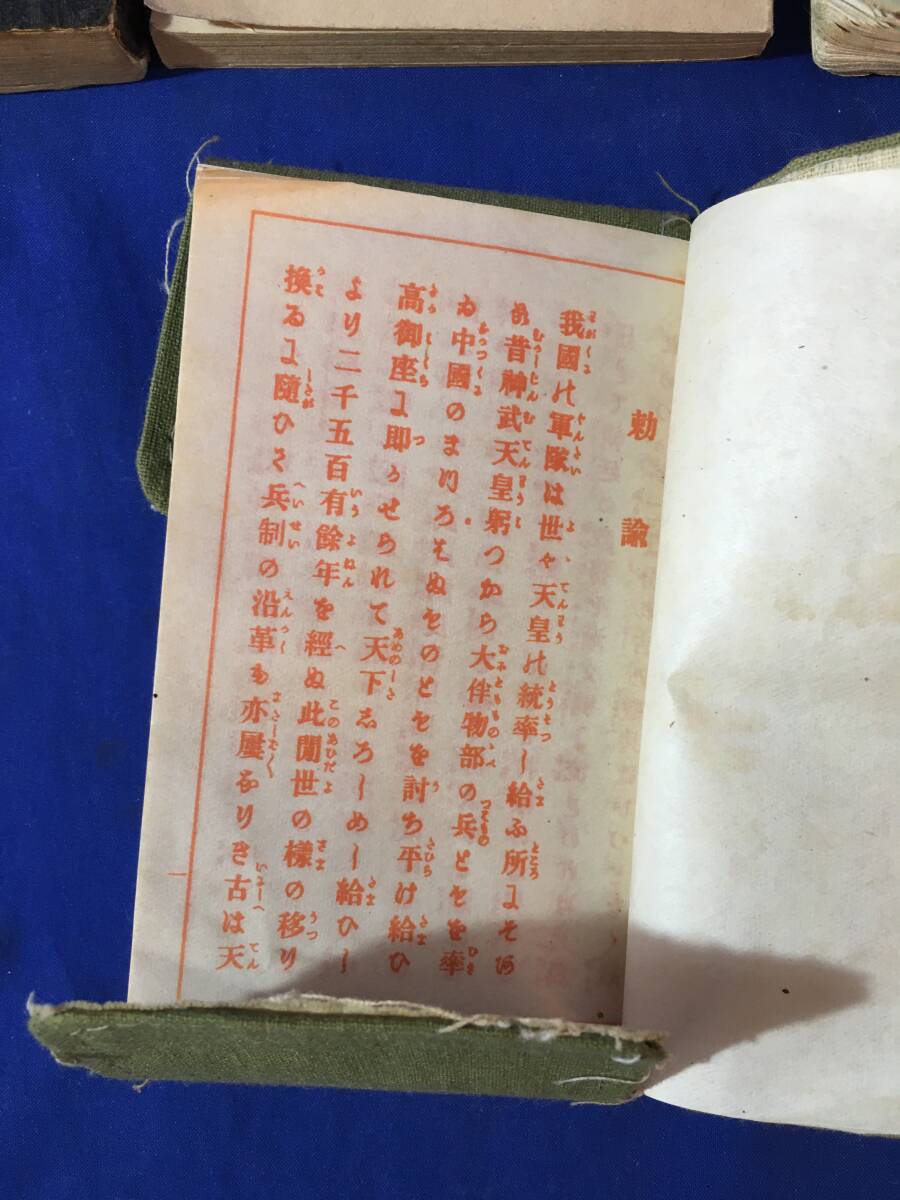 勅諭
我國の軍隊は世々天皇の統率し給ふ所にそあ
る昔神武天皇躬つから大伴物部の兵ともを率
ゐ中國のまつろはぬものともを討ち平け給ひ
高御座に即かせられて天下しろしめし給ひし
より二千五百有餘年を經ぬ此間世の樣の移り
換るに隨ひて兵制の沿革も亦屢なりき古は天
一